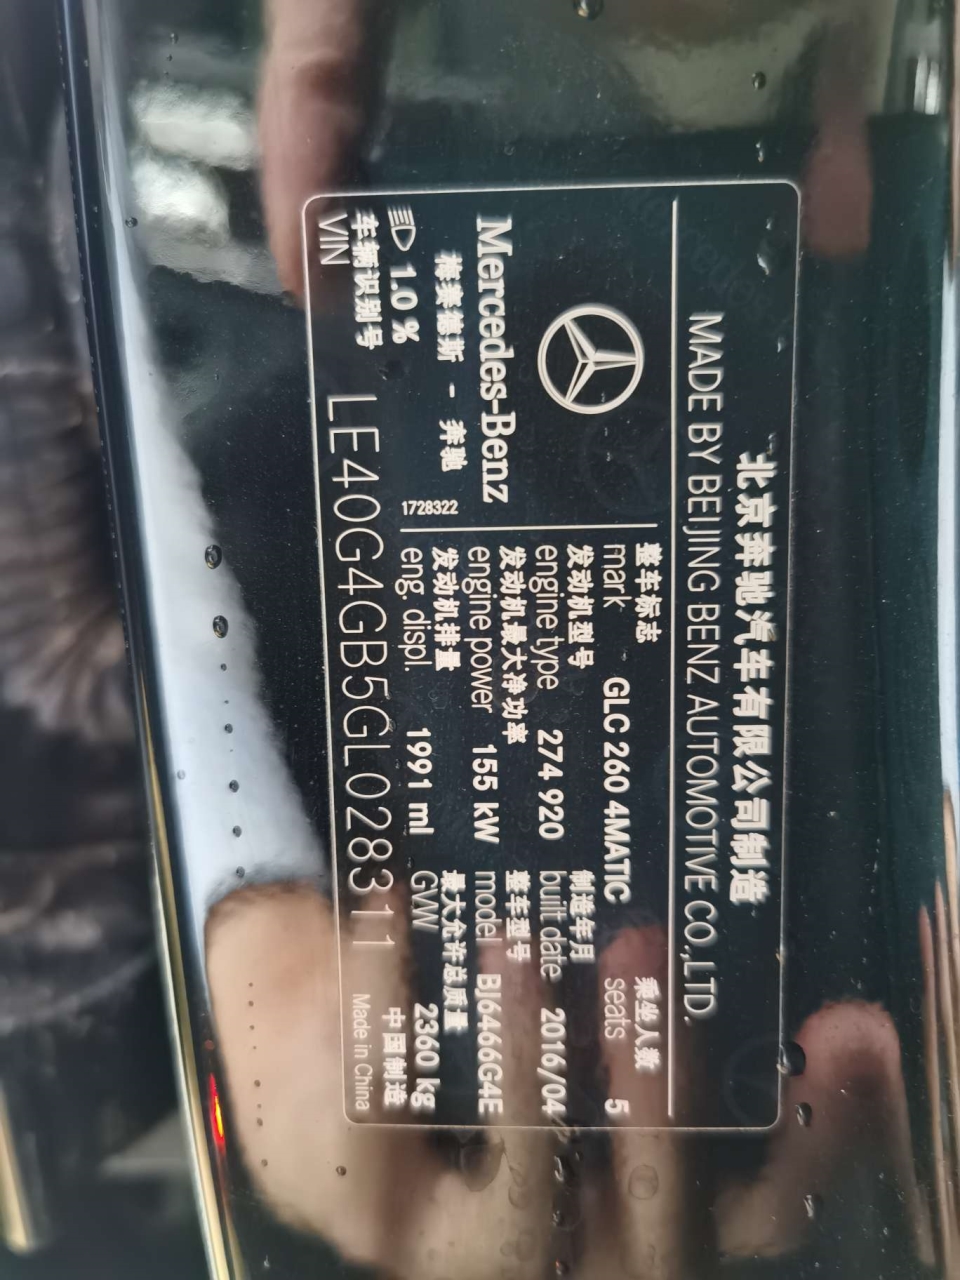 北京奔驰汽车有限公司制造
MADE BY BEIJING BENZ AUTOMOTIVE CO.,LTD.
Mercedes-Benz
梅赛德斯 - 奔驰
1.0 %
1728322
整车标志
mark GLC 260 4MATIC
乘坐人数
seats 5
发动机型号
engine type 274 920
制造年月
built date 2016/04
发动机最大净功率
engine power 155 kW
整车型号
model BJ6466G4E
发动机排量
eng. displ. 1991 ml
最大允许总质量
GVW 2360 kg
车辆识别号
VIN LE40G4GB5GL028311
中国制造
Made in China